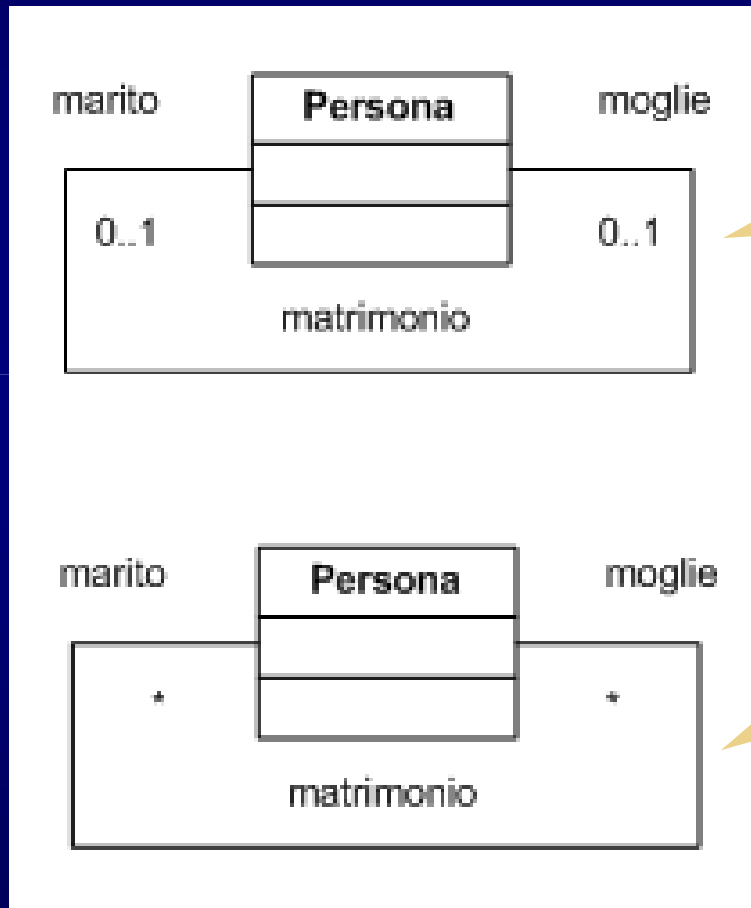 marito Persona moglie
0..1 0..1
matrimonio
marito Persona moglie
* *
matrimonio